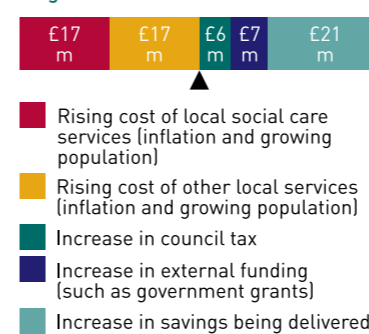 £17 £17 £6 £7 £21
m m m m m
Rising cost of local social care
services (inflation and growing
population)
Rising cost of other local services
(inflation and growing population)
Increase in council tax
Increase in external funding
(such as government grants)
Increase in savings being delivered